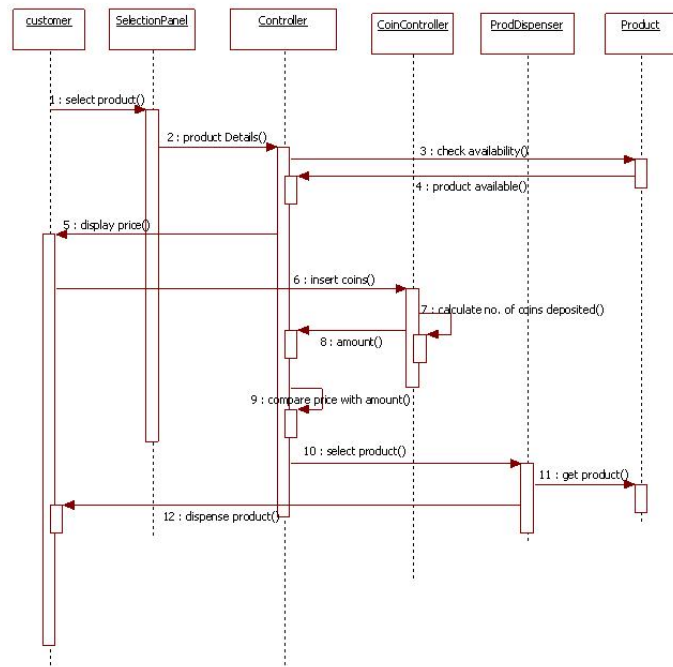 customer
SelectionPanel
Controller
CoinController
ProdDispenser
Product
1 : select product()
2 : product Details()
3 : check availability()
4 : product available()
5 : display price()
6 : insert coins()
7 : calculate no. of coins deposited()
8 : amount()
9 : compare price with amount()
10 : select product()
11 : get product()
12 : dispense product()